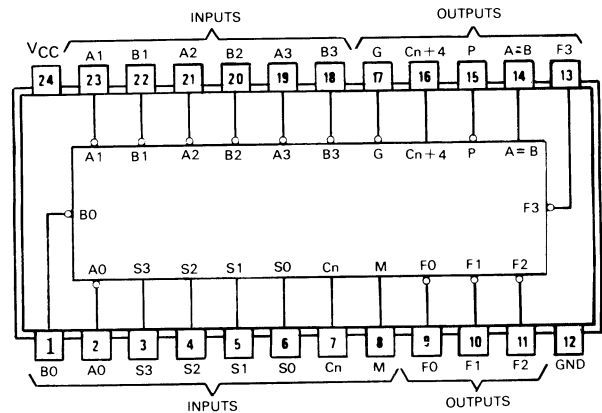 INPUTS OUTPUTS
VCC A1 B1 A2 B2 A3 B3 G Cn+4 P A=B F3
24 23 22 21 20 19 18 17 16 15 14 13
A1 B1 A2 B2 A3 B3 G Cn+4 P A=B
B0 F3
A0 S3 S2 S1 S0 Cn M F0 F1 F2
1 2 3 4 5 6 7 8 9 10 11 12
B0 A0 S3 S2 S1 S0 Cn M F0 F1 F2 GND
INPUTS OUTPUTS